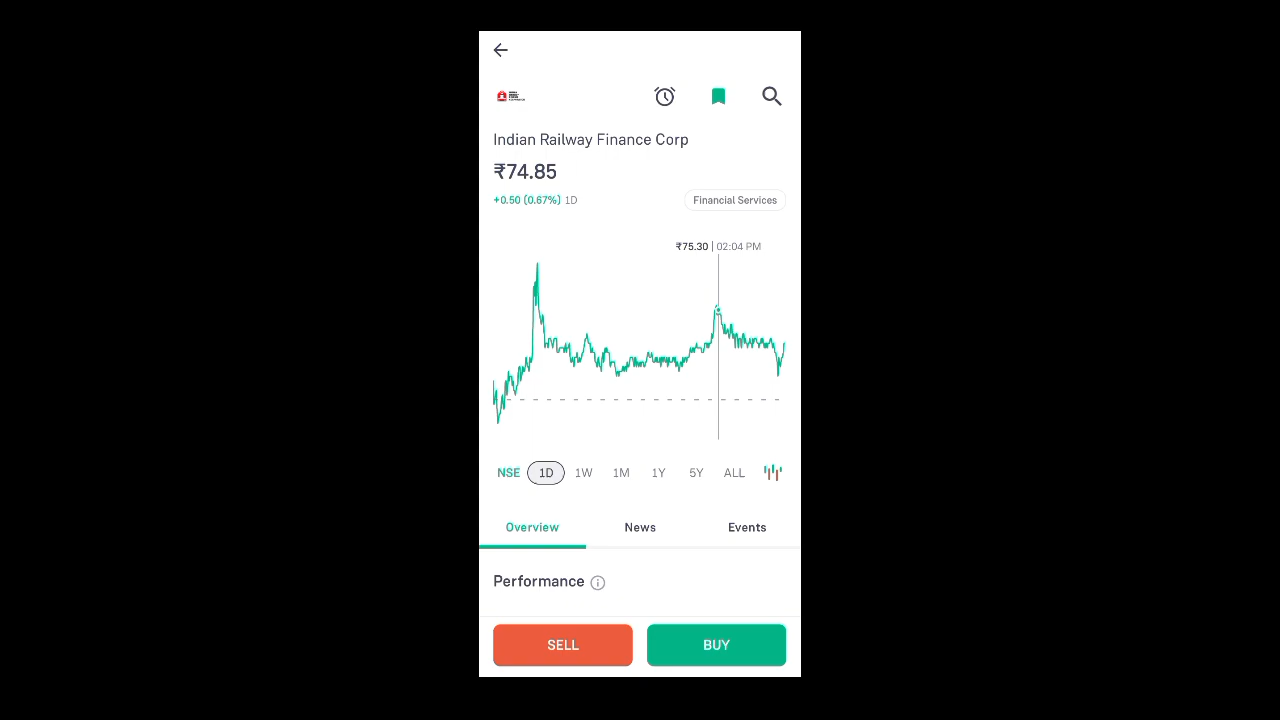 Indian Railway Finance Corp
₹74.85
+0.50 (0.67%) 1D
Financial Services
₹75.30 | 02:04 PM
NSE 1D 1W 1M 1Y 5Y ALL
Overview News Events
Performance
SELL BUY